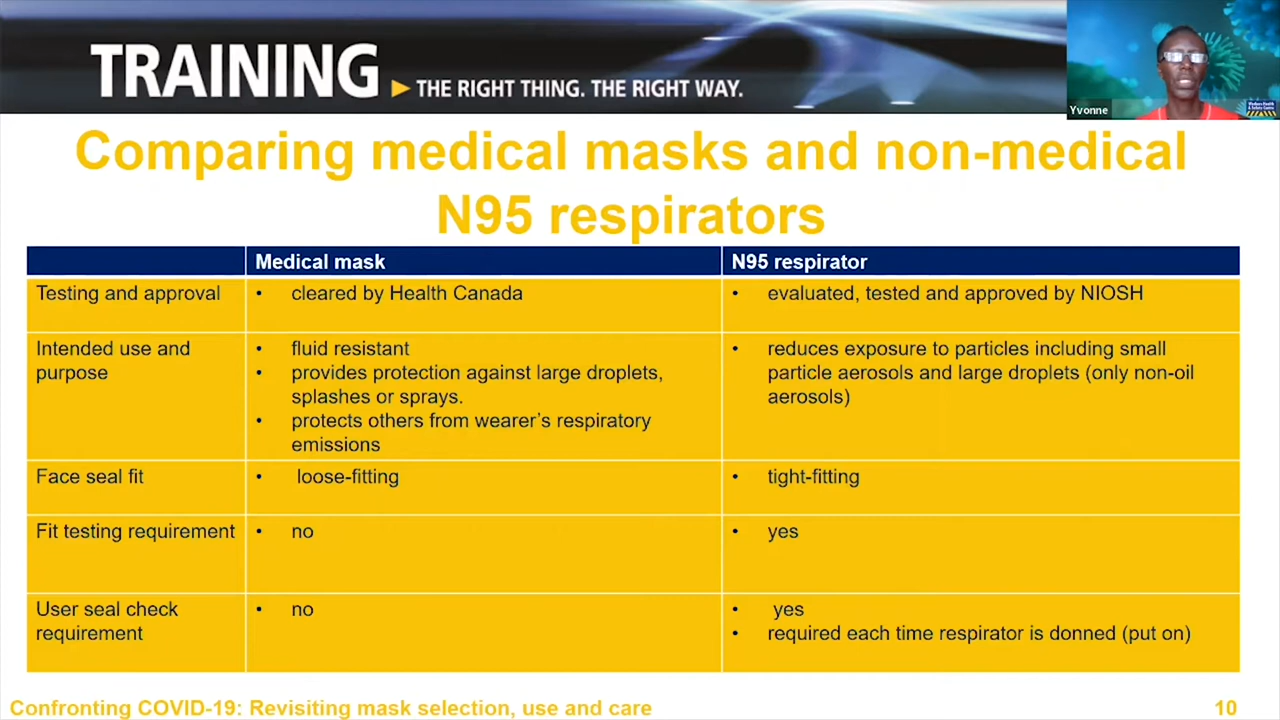 TRAINING
THE RIGHT THING. THE RIGHT WAY.
Yvonne
Workers Health
& Safety Centre
Comparing medical masks and non-medical
N95 respirators
Medical mask
N95 respirator
Testing and approval
• cleared by Health Canada
• evaluated, tested and approved by NIOSH
Intended use and
purpose
• fluid resistant
• provides protection against large droplets,
splashes or sprays.
• protects others from wearer’s respiratory
emissions
• reduces exposure to particles including small
particle aerosols and large droplets (only non-oil
aerosols)
Face seal fit
• loose-fitting
• tight-fitting
Fit testing requirement
• no
• yes
User seal check
requirement
• no
• yes
• required each time respirator is donned (put on)
Confronting COVID-19: Revisiting mask selection, use and care
10